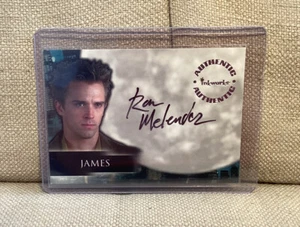 AUTHENTIC
inkworks
AUTHENTIC
Ron
Melendez
JAMES